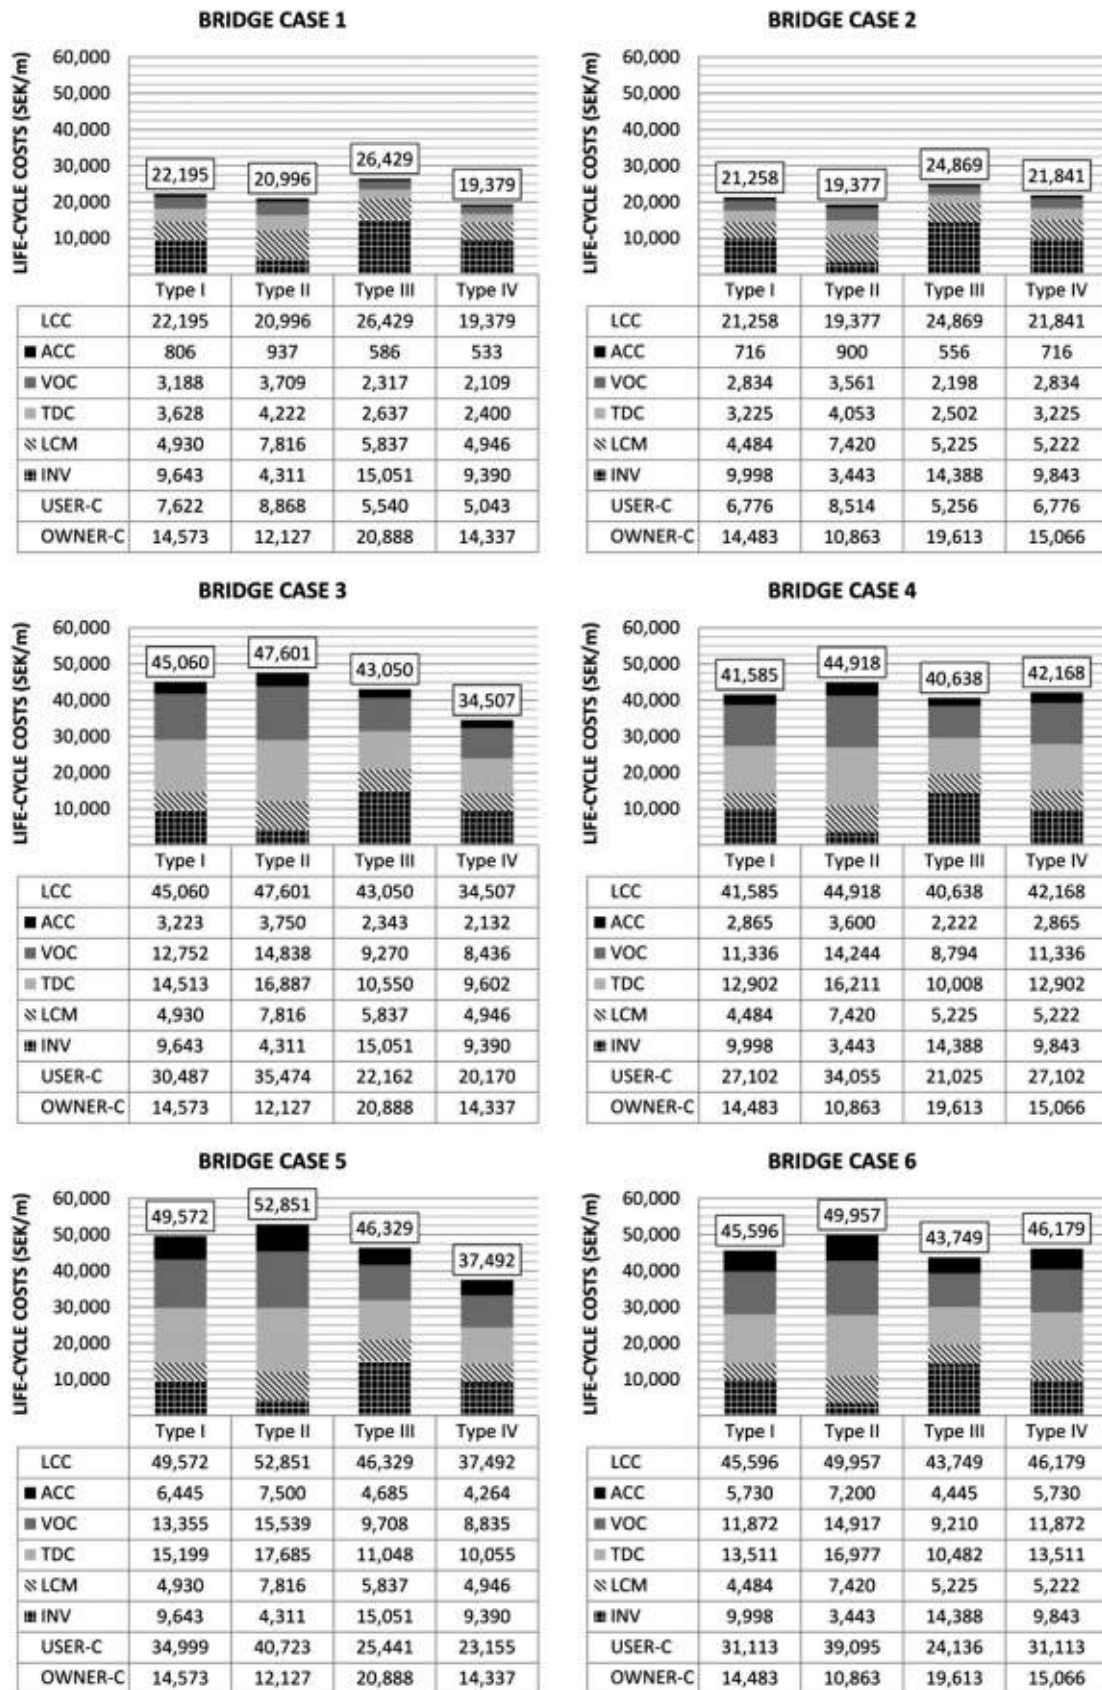 BRIDGE CASE 1
LIFE-CYCLE COSTS (SEK/m)
60,000
50,000
40,000
30,000
20,000
10,000
22,195
20,996
26,429
19,379
Type I Type II Type III Type IV
LCC 22,195 20,996 26,429 19,379
ACC 806 937 586 533
VOC 3,188 3,709 2,317 2,109
TDC 3,628 4,222 2,637 2,400
LCM 4,930 7,816 5,837 4,946
INV 9,643 4,311 15,051 9,390
USER-C 7,622 8,868 5,540 5,043
OWNER-C 14,573 12,127 20,888 14,337
BRIDGE CASE 2
LIFE-CYCLE COSTS (SEK/m)
60,000
50,000
40,000
30,000
20,000
10,000
21,258
19,377
24,869
21,841
Type I Type II Type III Type IV
LCC 21,258 19,377 24,869 21,841
ACC 716 900 556 716
VOC 2,834 3,561 2,198 2,834
TDC 3,225 4,053 2,502 3,225
LCM 4,484 7,420 5,225 5,222
INV 9,998 3,443 14,388 9,843
USER-C 6,776 8,514 5,256 6,776
OWNER-C 14,483 10,863 19,613 15,066
BRIDGE CASE 3
LIFE-CYCLE COSTS (SEK/m)
60,000
50,000
40,000
30,000
20,000
10,000
45,060
47,601
43,050
34,507
Type I Type II Type III Type IV
LCC 45,060 47,601 43,050 34,507
ACC 3,223 3,750 2,343 2,132
VOC 12,752 14,838 9,270 8,436
TDC 14,513 16,887 10,550 9,602
LCM 4,930 7,816 5,837 4,946
INV 9,643 4,311 15,051 9,390
USER-C 30,487 35,474 22,162 20,170
OWNER-C 14,573 12,127 20,888 14,337
BRIDGE CASE 4
LIFE-CYCLE COSTS (SEK/m)
60,000
50,000
40,000
30,000
20,000
10,000
41,585
44,918
40,638
42,168
Type I Type II Type III Type IV
LCC 41,585 44,918 40,638 42,168
ACC 2,865 3,600 2,222 2,865
VOC 11,336 14,244 8,794 11,336
TDC 12,902 16,211 10,008 12,902
LCM 4,484 7,420 5,225 5,222
INV 9,998 3,443 14,388 9,843
USER-C 27,102 34,055 21,025 27,102
OWNER-C 14,483 10,863 19,613 15,066
BRIDGE CASE 5
LIFE-CYCLE COSTS (SEK/m)
60,000
50,000
40,000
30,000
20,000
10,000
49,572
52,851
46,329
37,492
Type I Type II Type III Type IV
LCC 49,572 52,851 46,329 37,492
ACC 6,445 7,500 4,685 4,264
VOC 13,355 15,539 9,708 8,835
TDC 15,199 17,685 11,048 10,055
LCM 4,930 7,816 5,837 4,946
INV 9,643 4,311 15,051 9,390
USER-C 34,999 40,723 25,441 23,155
OWNER-C 14,573 12,127 20,888 14,337
BRIDGE CASE 6
LIFE-CYCLE COSTS (SEK/m)
60,000
50,000
40,000
30,000
20,000
10,000
45,596
49,957
43,749
46,179
Type I Type II Type III Type IV
LCC 45,596 49,957 43,749 46,179
ACC 5,730 7,200 4,445 5,730
VOC 11,872 14,917 9,210 11,872
TDC 13,511 16,977 10,482 13,511
LCM 4,484 7,420 5,225 5,222
INV 9,998 3,443 14,388 9,843
USER-C 31,113 39,095 24,136 31,113
OWNER-C 14,483 10,863 19,613 15,066